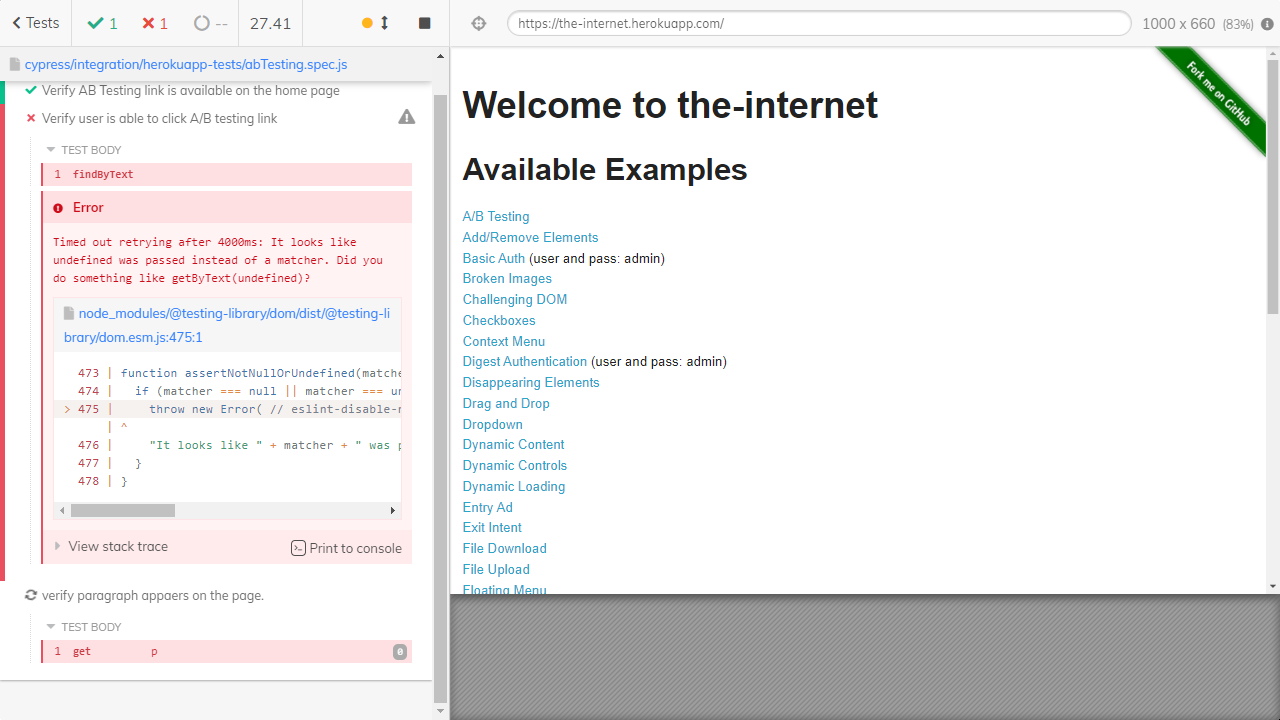 Tests 1 1 -- 27.41
cypress/integration/herokuapp-tests/abTesting.spec.js
Verify AB Testing link is available on the home page
Verify user is able to click A/B testing link
TEST BODY
1 findByText
Error
Timed out retrying after 4000ms: It looks like
undefined was passed instead of a matcher. Did you
do something like getByText(undefined)?
node_modules/@testing-library/dom/dist/@testing-li
brary/dom.esm.js:475:1
473 | function assertNotNullOrUndefined(matche
474 |   if (matcher === null || matcher === un
> 475 |     throw new Error( // eslint-disable-n
| ^
476 |     "It looks like " + matcher + " was p
477 |   }
478 | }
View stack trace
Print to console
verify paragraph appaers on the page.
TEST BODY
1 get p 0
https://the-internet.herokuapp.com/
1000 x 660 (83%)
Fork me on GitHub
Welcome to the-internet
Available Examples
A/B Testing
Add/Remove Elements
Basic Auth (user and pass: admin)
Broken Images
Challenging DOM
Checkboxes
Context Menu
Digest Authentication (user and pass: admin)
Disappearing Elements
Drag and Drop
Dropdown
Dynamic Content
Dynamic Controls
Dynamic Loading
Entry Ad
Exit Intent
File Download
File Upload
Floating Menu